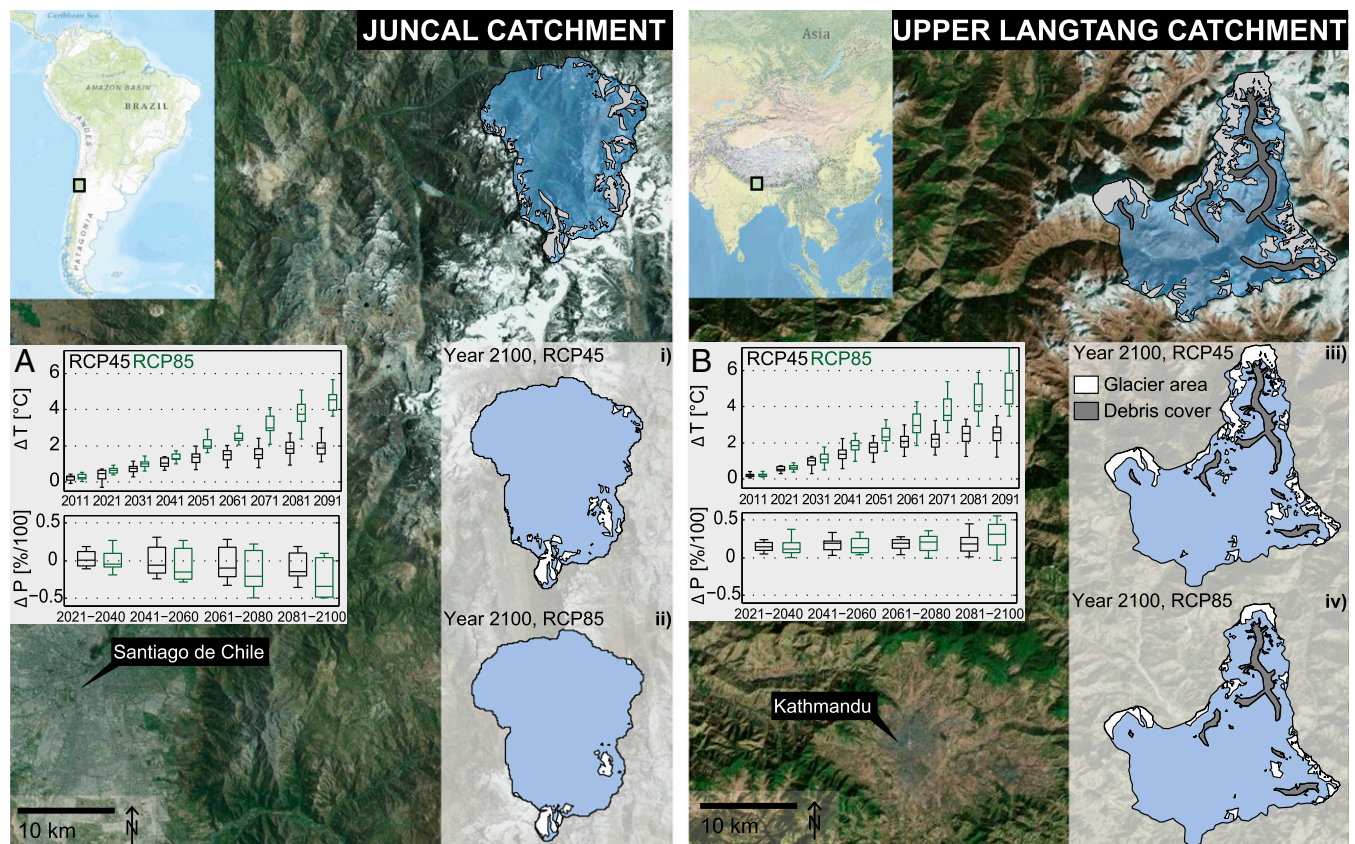 Caribbean Sea
AMAZON BASIN
BRAZIL
ANDES
PATAGONIA
JUNCAL CATCHMENT
Asia
UPPER LANGTANG CATCHMENT
A
RCP45 RCP85
Δ T [°C]
6
4
2
0
2011 2021 2031 2041 2051 2061 2071 2081 2091
Δ P [%/100]
0.5
0
−0.5
2021−2040 2041−2060 2061−2080 2081−2100
Year 2100, RCP45 i)
Year 2100, RCP85 ii)
Santiago de Chile
10 km
N
B
RCP45 RCP85
Δ T [°C]
6
4
2
0
2011 2021 2031 2041 2051 2061 2071 2081 2091
Δ P [%/100]
0.5
0
−0.5
2021−2040 2041−2060 2061−2080 2081−2100
Year 2100, RCP45 iii)
Glacier area
Debris cover
Year 2100, RCP85 iv)
Kathmandu
10 km
N